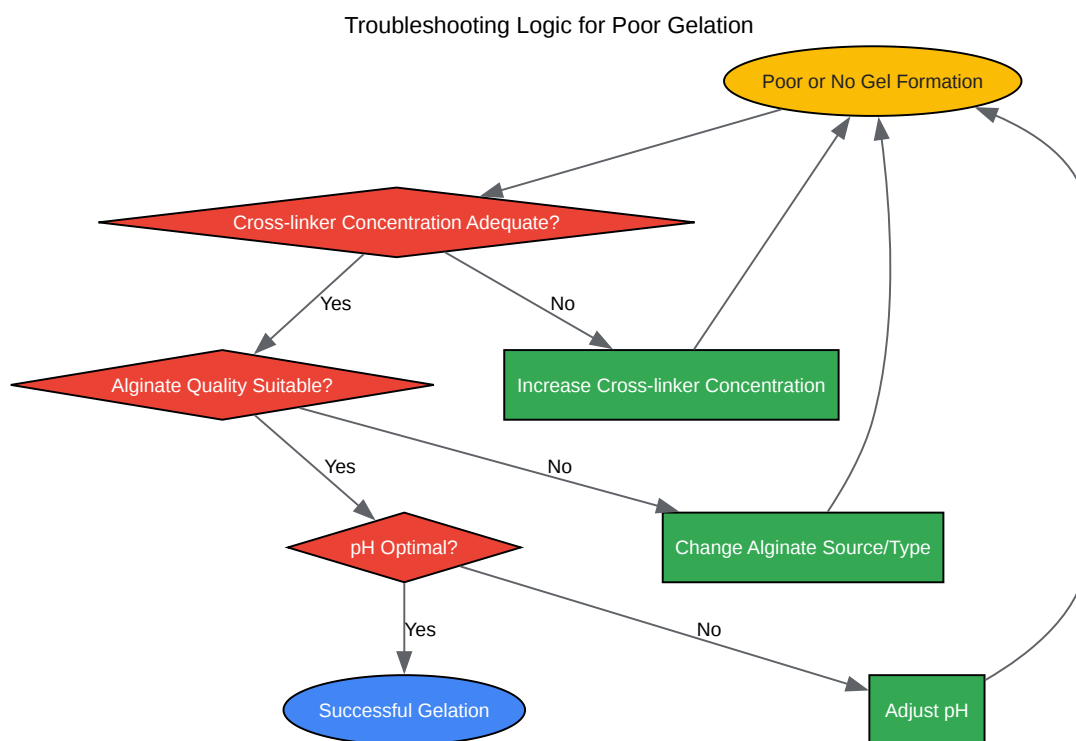 Troubleshooting Logic for Poor Gelation
Poor or No Gel Formation
Cross-linker Concentration Adequate?
Yes
No
Alginate Quality Suitable?
Increase Cross-linker Concentration
Yes
No
pH Optimal?
Change Alginate Source/Type
Yes
No
Successful Gelation
Adjust pH